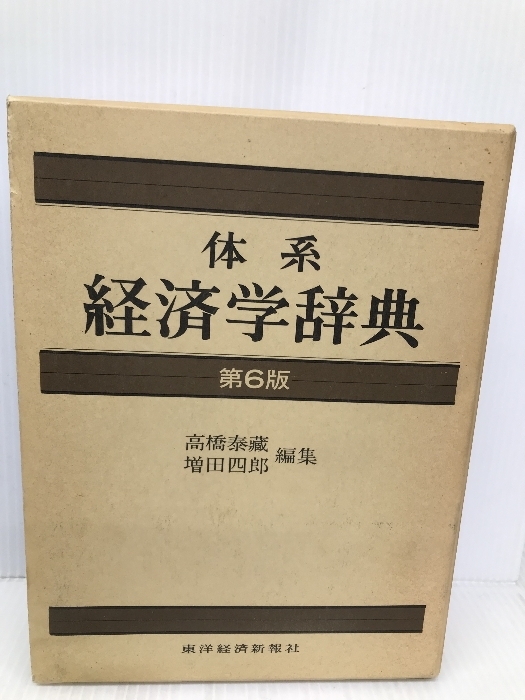 体系
経済学辞典
第6版
高橋泰藏
増田四郎
編集
東洋経済新報社